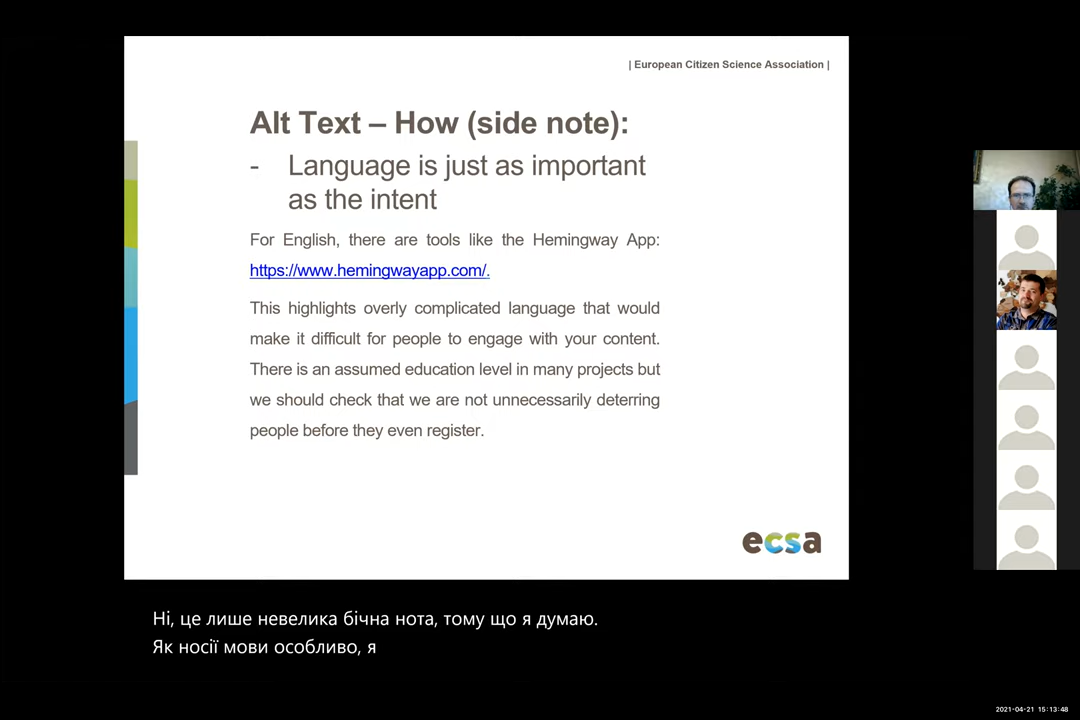 | European Citizen Science Association |
Alt Text – How (side note):
- Language is just as important
as the intent
For English, there are tools like the Hemingway App:
https://www.hemingwayapp.com/.
This highlights overly complicated language that would
make it difficult for people to engage with your content.
There is an assumed education level in many projects but
we should check that we are not unnecessarily deterring
people before they even register.
ecsa
Ні, це лише невелика бічна нота, тому що я думаю.
Як носії мови особливо, я
2021-04-21 15:13:48